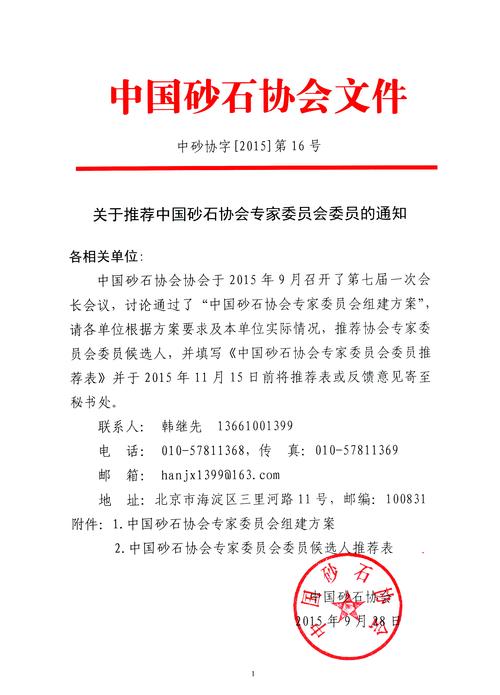 中国砂石协会文件
中砂协字[2015]第16号
关于推荐中国砂石协会专家委员会委员的通知
各相关单位：
中国砂石协会协会于2015年9月召开了第七届一次会
长会议，讨论通过了“中国砂石协会专家委员会组建方案”，
请各单位根据方案要求及本单位实际情况，推荐协会专家委
员会委员候选人，并填写《中国砂石协会专家委员会委员推
荐表》并于2015年11月15日前将推荐表或反馈意见寄至
秘书处。
联系人： 韩继先 13661001399
电 话： 010-57811368，传 真：010-57811369
邮 箱： hanjx1399@163.com
地 址：北京市海淀区三里河路11号，邮编：100831
附件：1.中国砂石协会专家委员会组建方案
2.中国砂石协会专家委员会委员候选人推荐表
中国砂石协会
中国砂石协会
2015年9月28日
1